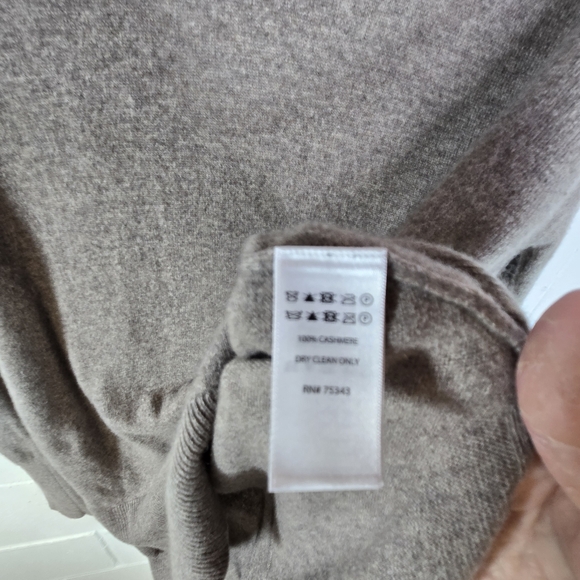 100% CASHMERE
DRY CLEAN ONLY
RN# 75343